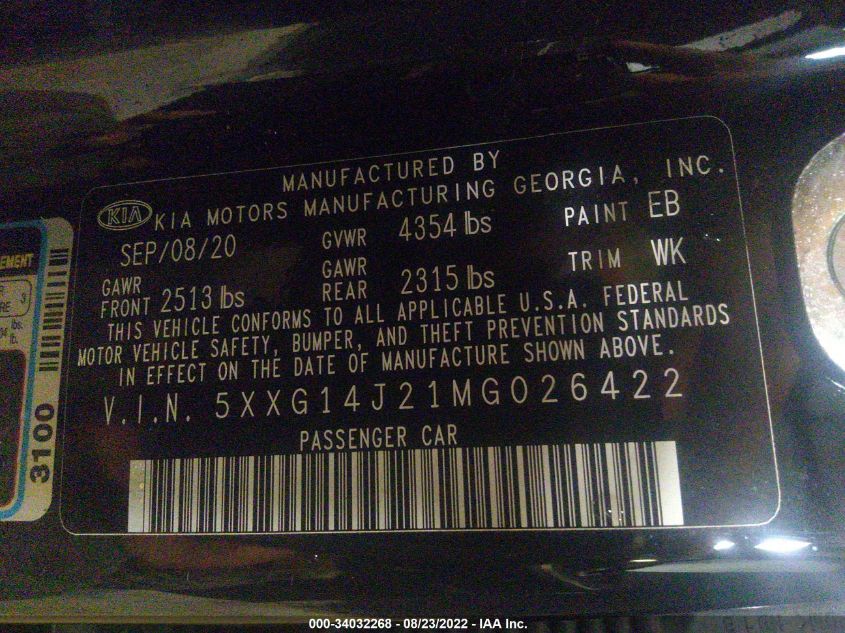 MANUFACTURED BY
KIA KIA MOTORS MANUFACTURING GEORGIA, INC.
SEP/08/20 GVWR 4354 lbs PAINT EB
GAWR FRONT 2513 lbs GAWR REAR 2315 lbs TRIM WK
THIS VEHICLE CONFORMS TO ALL APPLICABLE U.S.A. FEDERAL
MOTOR VEHICLE SAFETY, BUMPER, AND THEFT PREVENTION STANDARDS
IN EFFECT ON THE DATE OF MANUFACTURE SHOWN ABOVE.
V.I.N. 5XXG14J21MG026422
PASSENGER CAR
3100
000-34032268 - 08/23/2022 - IAA Inc.